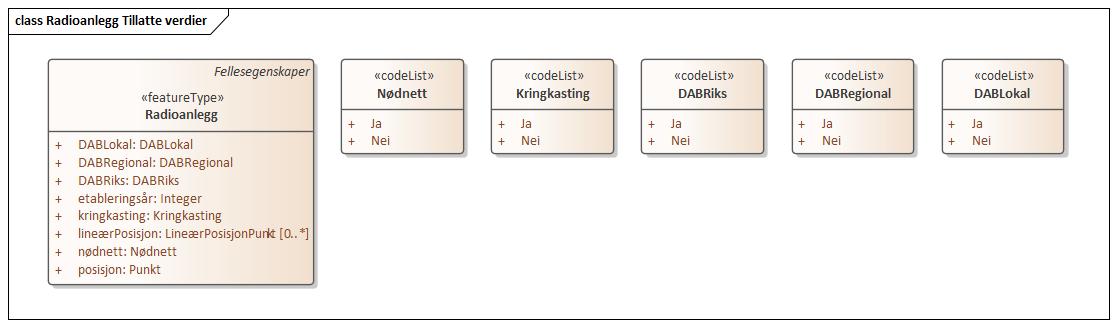 class Radioanlegg Tillatte verdier
Fellesegenskaper
«featureType»
Radioanlegg
+ DABLokal: DABLokal
+ DABRegional: DABRegional
+ DABRiks: DABRiks
+ etableringsår: Integer
+ kringkasting: Kringkasting
+ lineærPosisjon: LineærPosisjonPunkt [0..*]
+ nødnett: Nødnett
+ posisjon: Punkt
«codeList»
Nødnett
+ Ja
+ Nei
«codeList»
Kringkasting
+ Ja
+ Nei
«codeList»
DABRiks
+ Ja
+ Nei
«codeList»
DABRegional
+ Ja
+ Nei
«codeList»
DABLokal
+ Ja
+ Nei